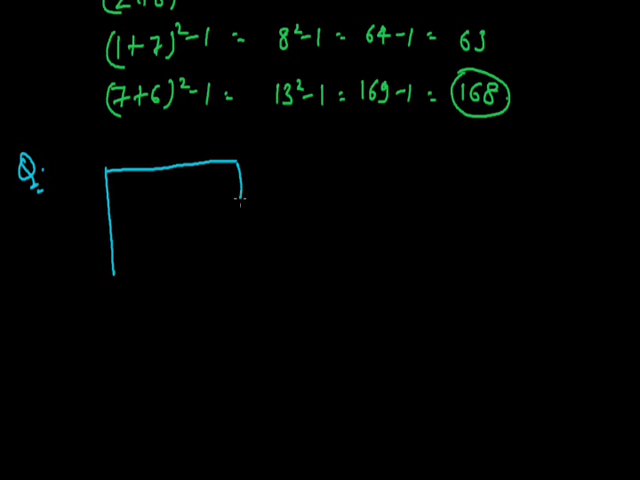 (1+7)²-1 = 8²-1 = 64-1 = 63
(7+6)²-1 = 13²-1 = 169-1 = 168.
Q: